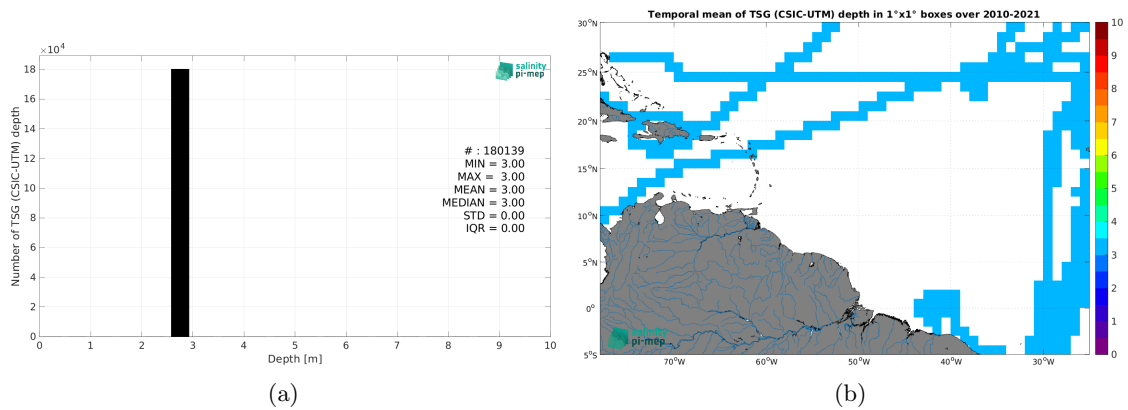 ×10⁴
18
16
14
12
10
8
6
4
2
0
Number of TSG (CSIC-UTM) depth
salinity
pi-mep
# : 180139
MIN = 3.00
MAX = 3.00
MEAN = 3.00
MEDIAN = 3.00
STD = 0.00
IQR = 0.00
0 1 2 3 4 5 6 7 8 9 10
Depth [m]
(a)
Temporal mean of TSG (CSIC-UTM) depth in 1°x1° boxes over 2010-2021
30°N
25°N
20°N
15°N
10°N
5°N
0°
5°S
70°W 60°W 50°W 40°W 30°W
salinity
pi-mep
10
9
8
7
6
5
4
3
2
1
0
(b)